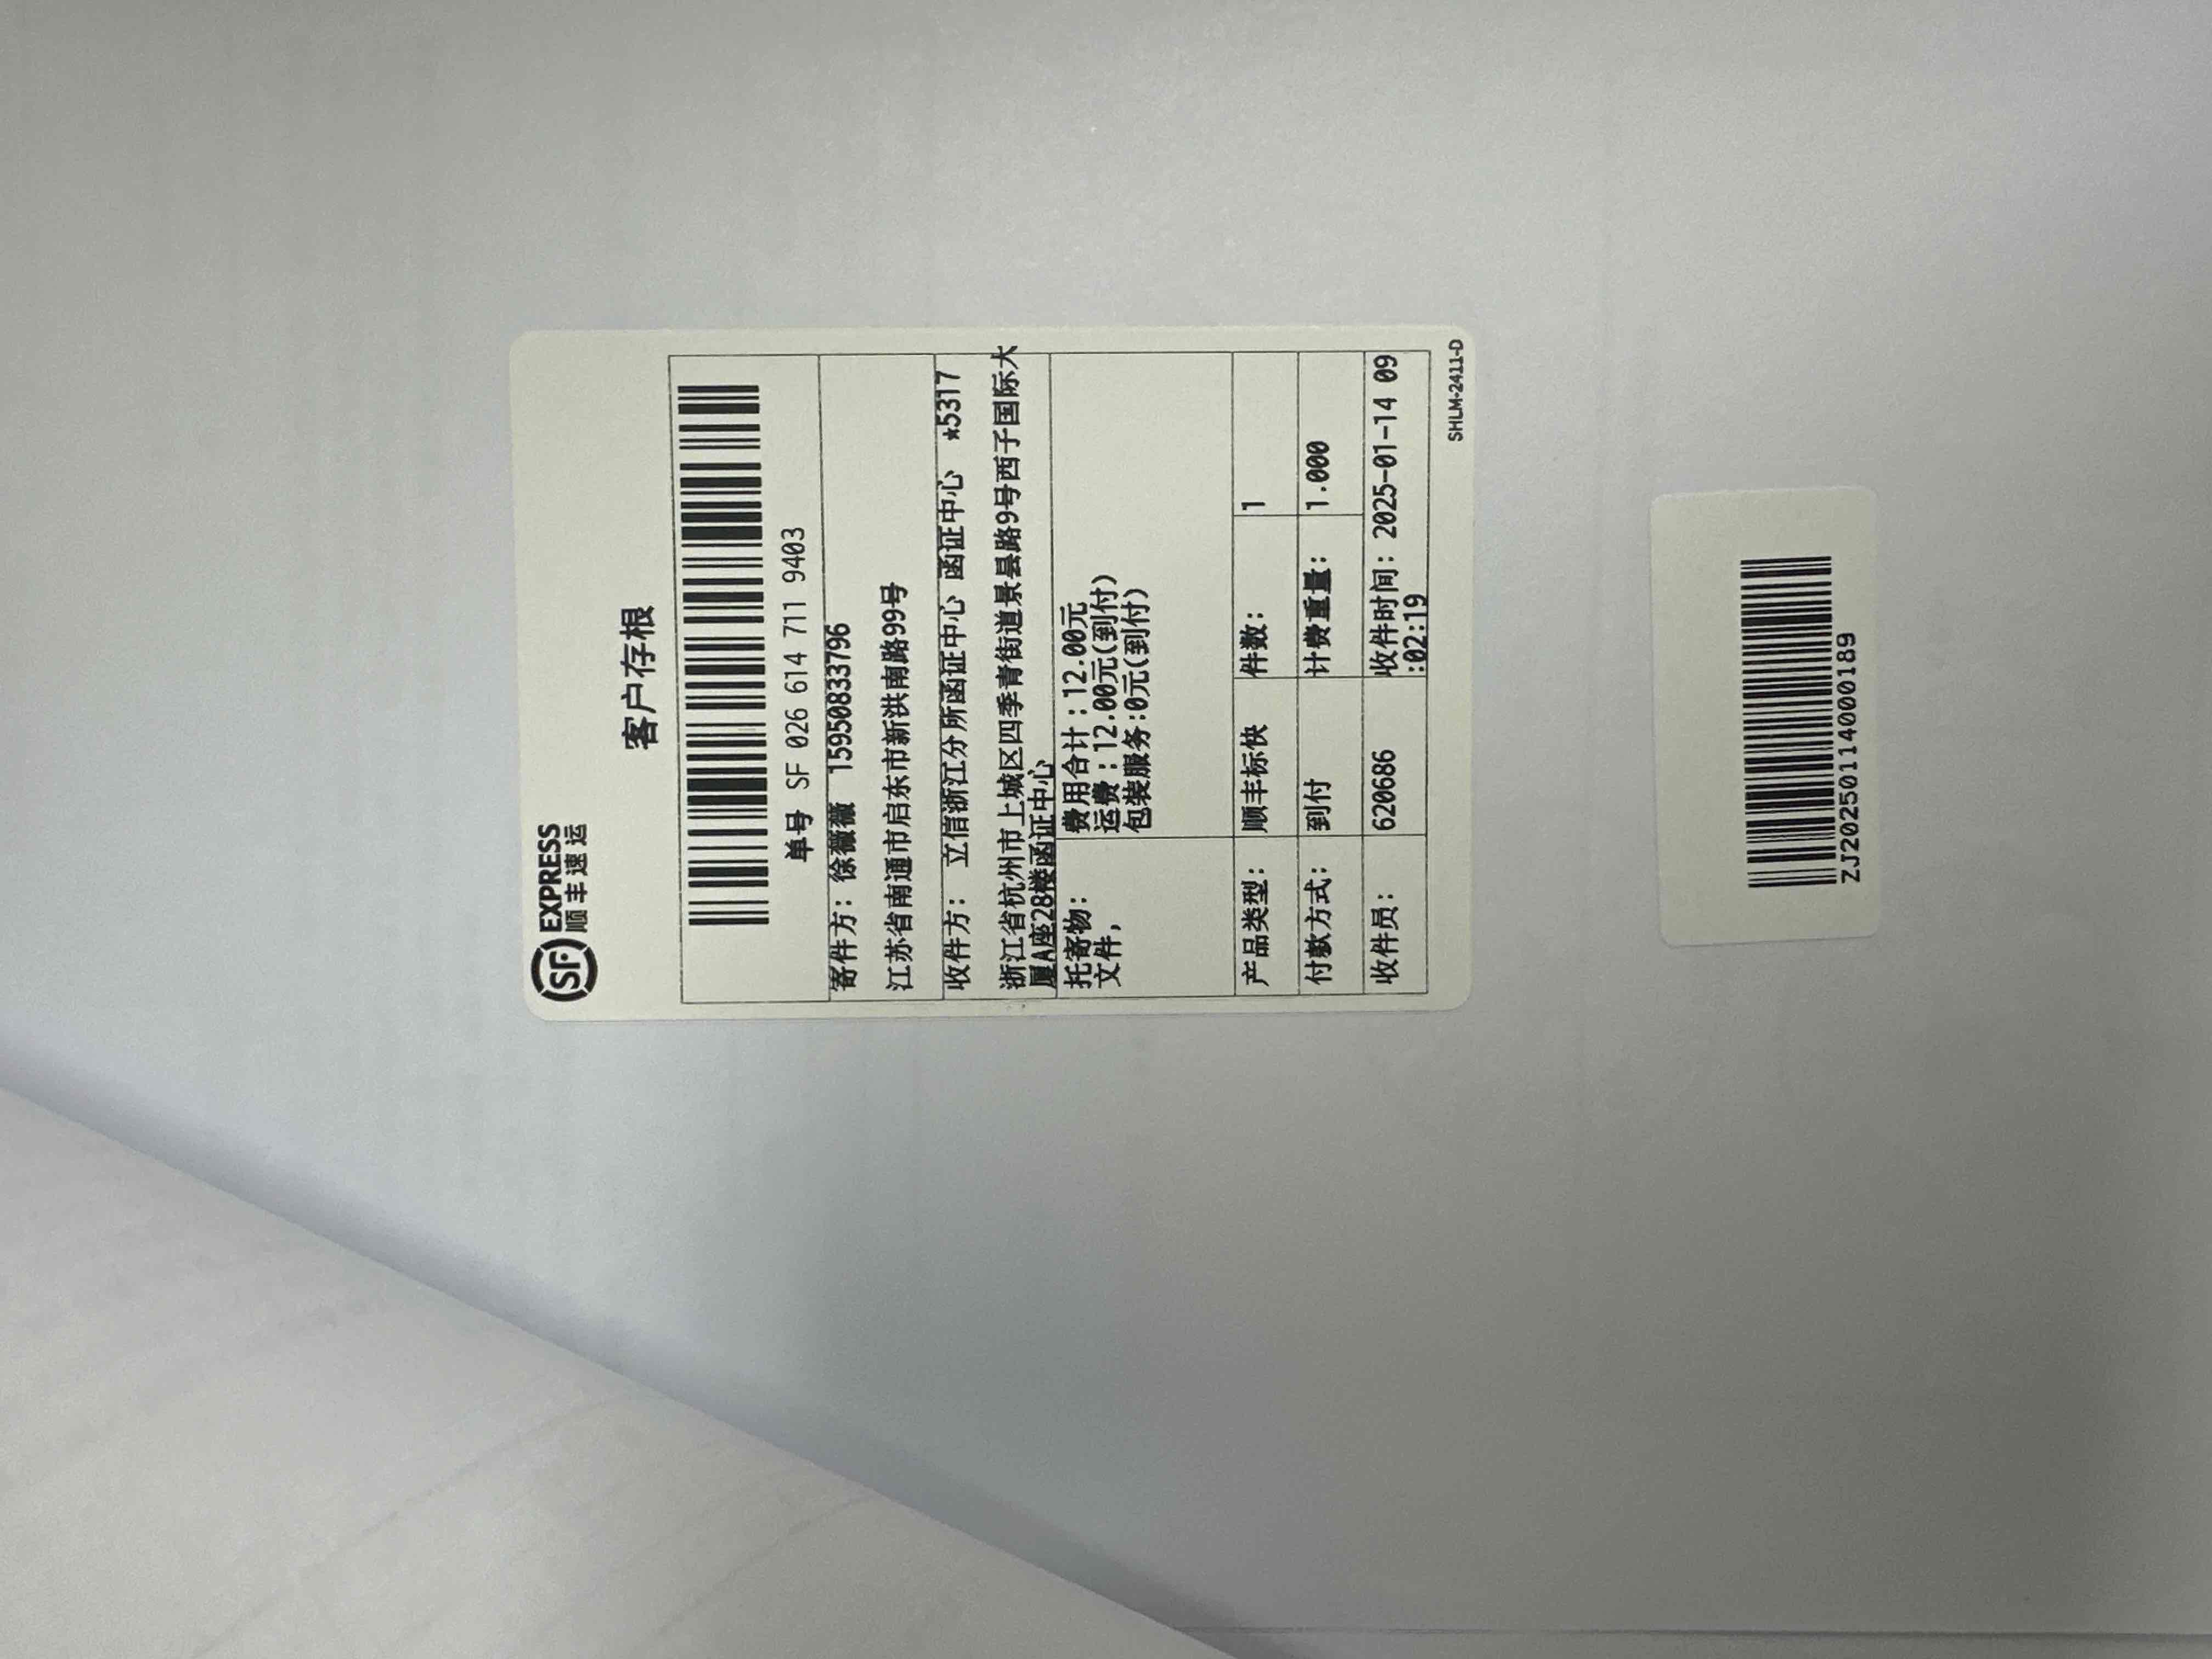 SF EXPRESS
顺丰速运
客户存根
单号 SF 026 614 711 9403
寄件方: 徐薇薇 15950833796
江苏省南通市启东市新洪南路99号
收件方: 立信浙江分所函证中心 函证中心 *5317
浙江省杭州市上城区四季青街道景昙路9号西子国际大
厦A座28楼函证中心
托寄物: 费用合计:12.00元
文件, 运费:12.00元(到付)
包装服务:0元(到付)
产品类型: 顺丰标快 件数: 1
付款方式: 到付 计费重量: 1.000
收件员: 620686 收件时间: 2025-01-14 09
:02:19
SHLM-2411-D
ZJ20250114000189